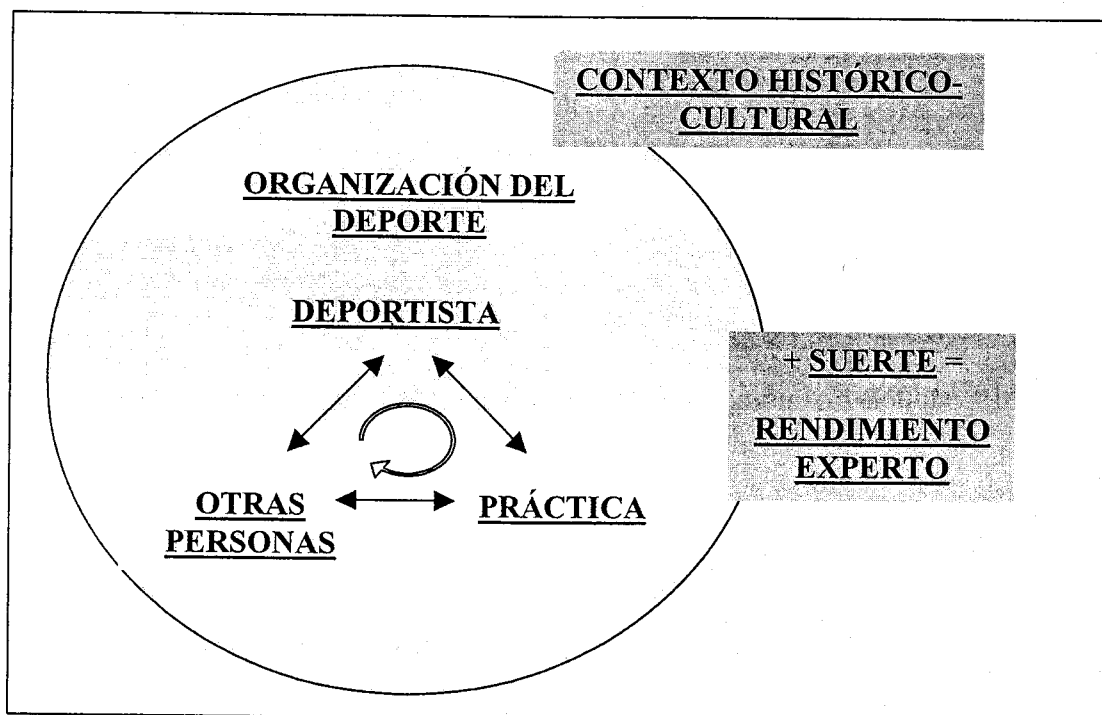 CONTEXTO HISTÓRICO-
CULTURAL
ORGANIZACIÓN DEL
DEPORTE
DEPORTISTA
+ SUERTE =
RENDIMIENTO
EXPERTO
OTRAS
PERSONAS
PRÁCTICA